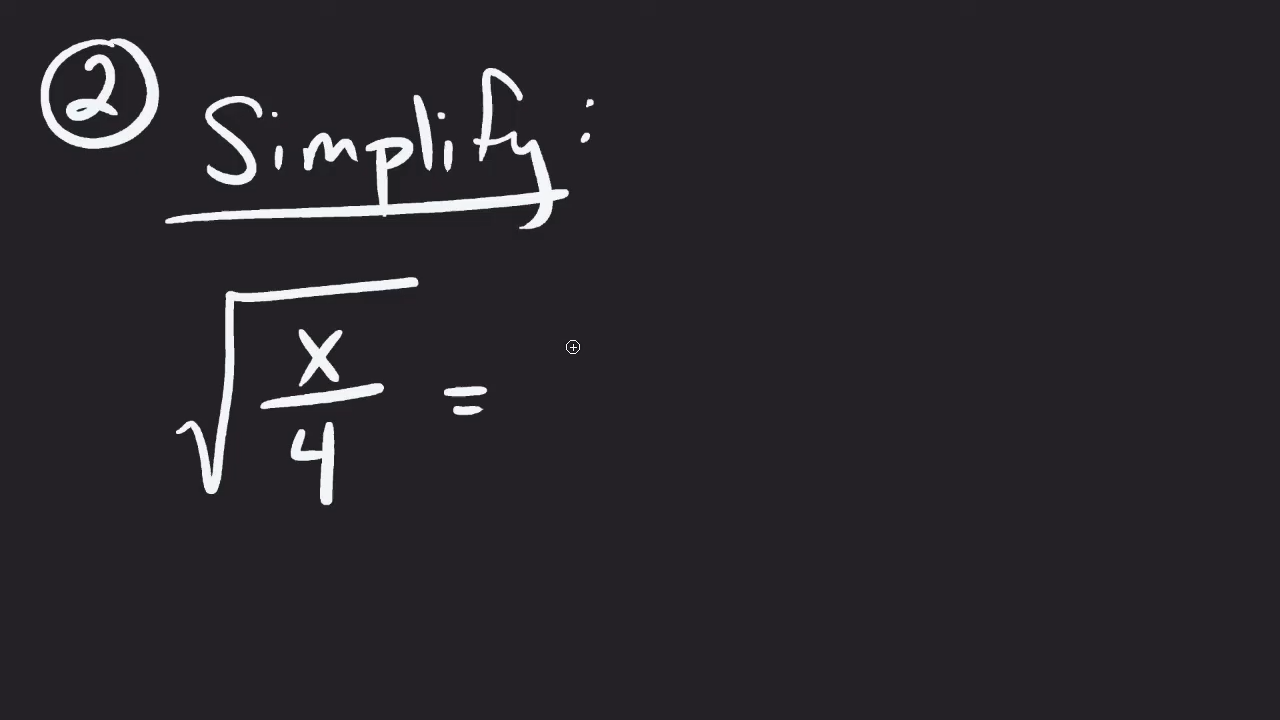 2 Simplify:
√(x/4) =